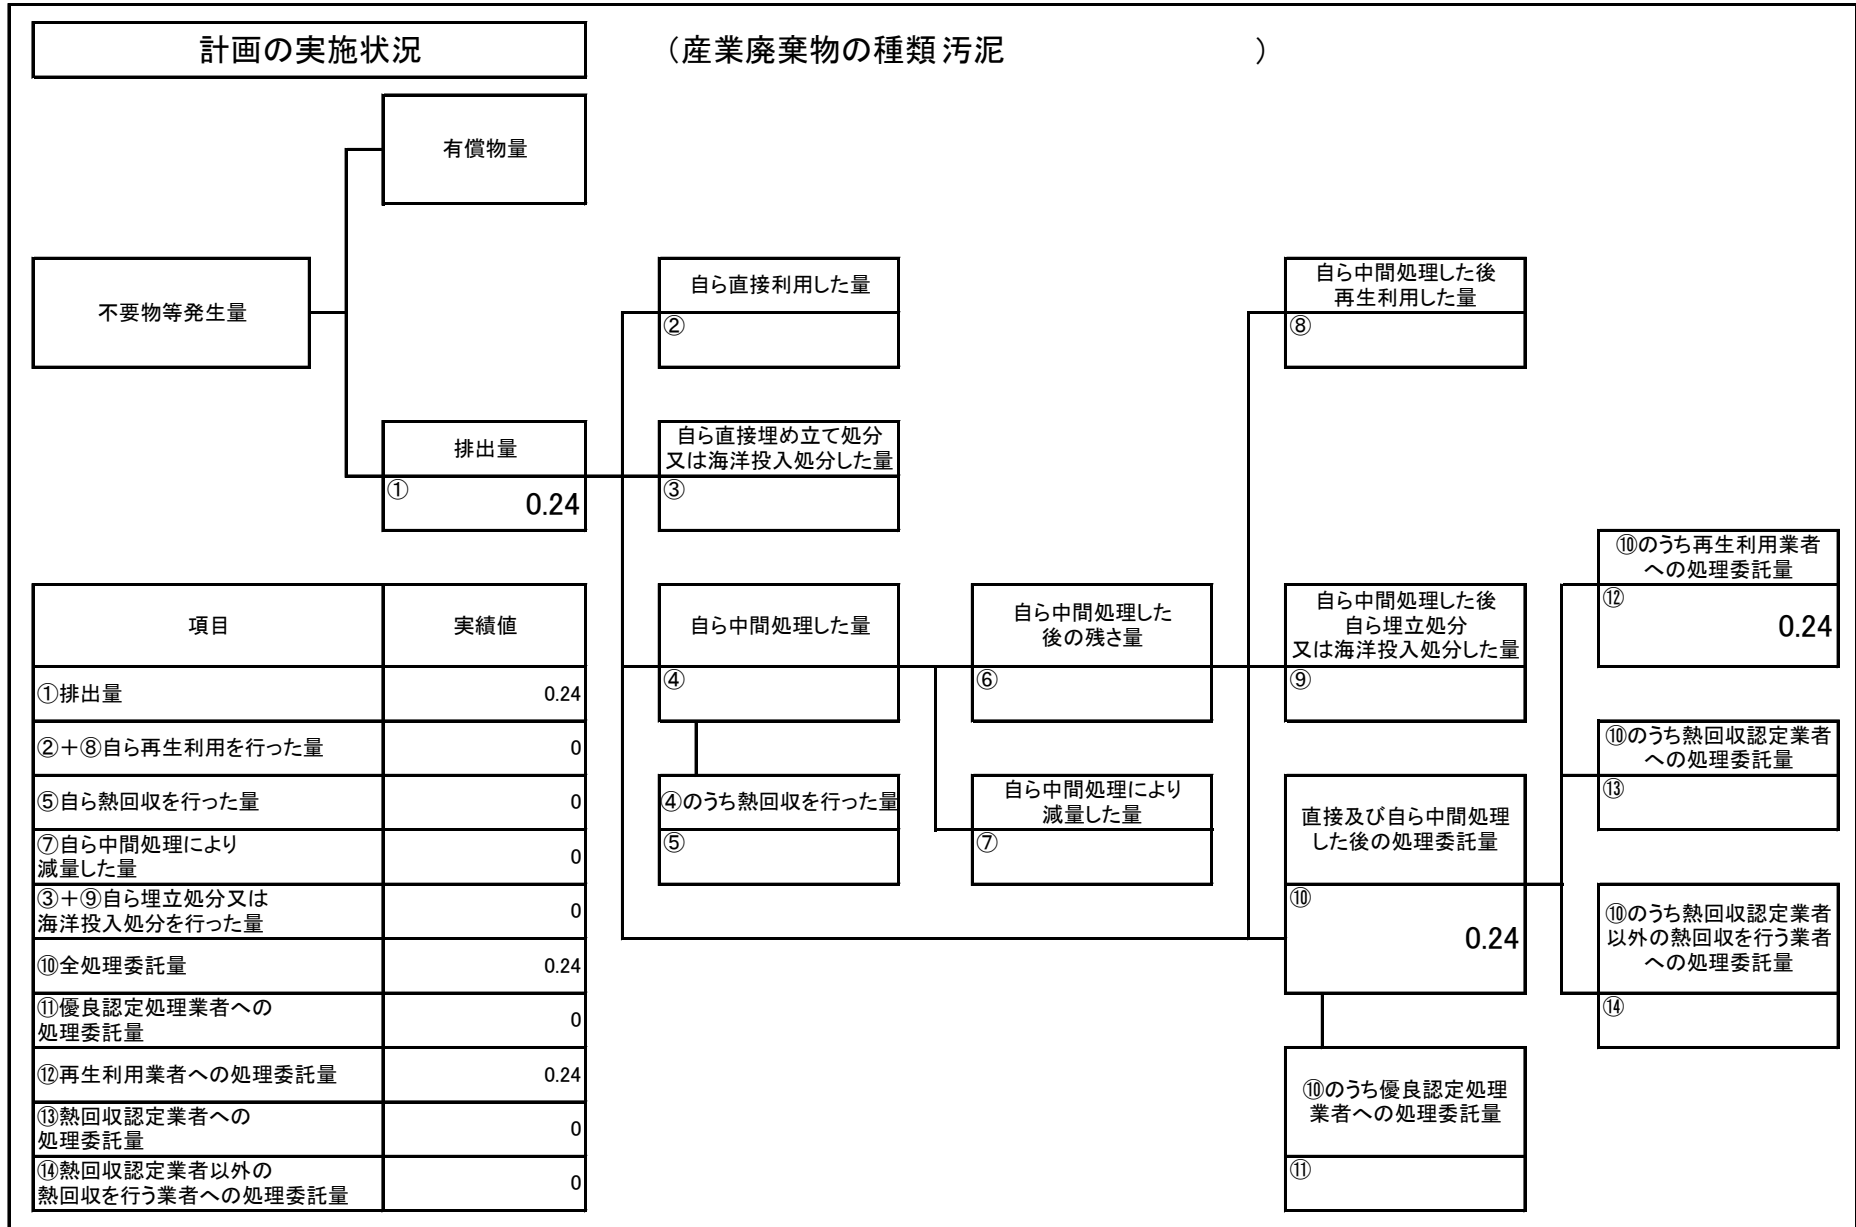 計画の実施状況
（産業廃棄物の種類 汚泥 ）
有償物量
不要物等発生量
自ら直接利用した量
②
自ら中間処理した後
再生利用した量
⑧
排出量
①
0.24
自ら直接埋め立て処分
又は海洋投入処分した量
③
⑩のうち再生利用業者
への処理委託量
⑫
0.24
自ら中間処理した量
④
自ら中間処理した
後の残さ量
⑥
自ら中間処理した後
自ら埋立処分
又は海洋投入処分した量
⑨
⑩のうち熱回収認定業者
への処理委託量
⑬
④のうち熱回収を行った量
⑤
自ら中間処理により
減量した量
⑦
直接及び自ら中間処理
した後の処理委託量
⑩
0.24
⑩のうち熱回収認定業者
以外の熱回収を行う業者
への処理委託量
⑭
⑩のうち優良認定処理
業者への処理委託量
⑪
項目 実績値
①排出量 0.24
②＋⑧自ら再生利用を行った量 0
⑤自ら熱回収を行った量 0
⑦自ら中間処理により
減量した量 0
③＋⑨自ら埋立処分又は
海洋投入処分を行った量 0
⑩全処理委託量 0.24
⑪優良認定処理業者への
処理委託量 0
⑫再生利用業者への処理委託量 0.24
⑬熱回収認定業者への
処理委託量 0
⑭熱回収認定業者以外の
熱回収を行う業者への処理委託量 0